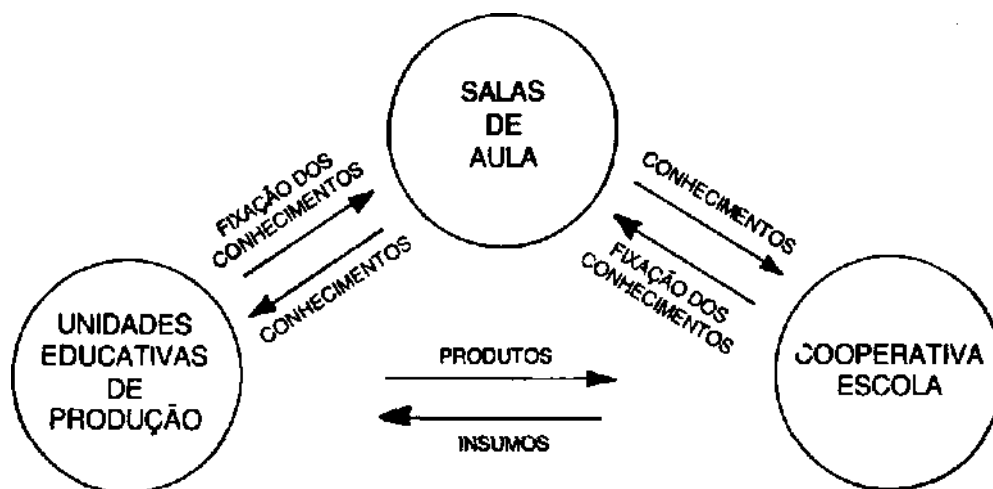 SALAS
DE
AULA
FIXAÇÃO DOS
CONHECIMENTOS
CONHECIMENTOS
CONHECIMENTOS
FIXAÇÃO DOS
CONHECIMENTOS
UNIDADES
EDUCATIVAS
DE
PRODUÇÃO
PRODUTOS
INSUMOS
COOPERATIVA
ESCOLA